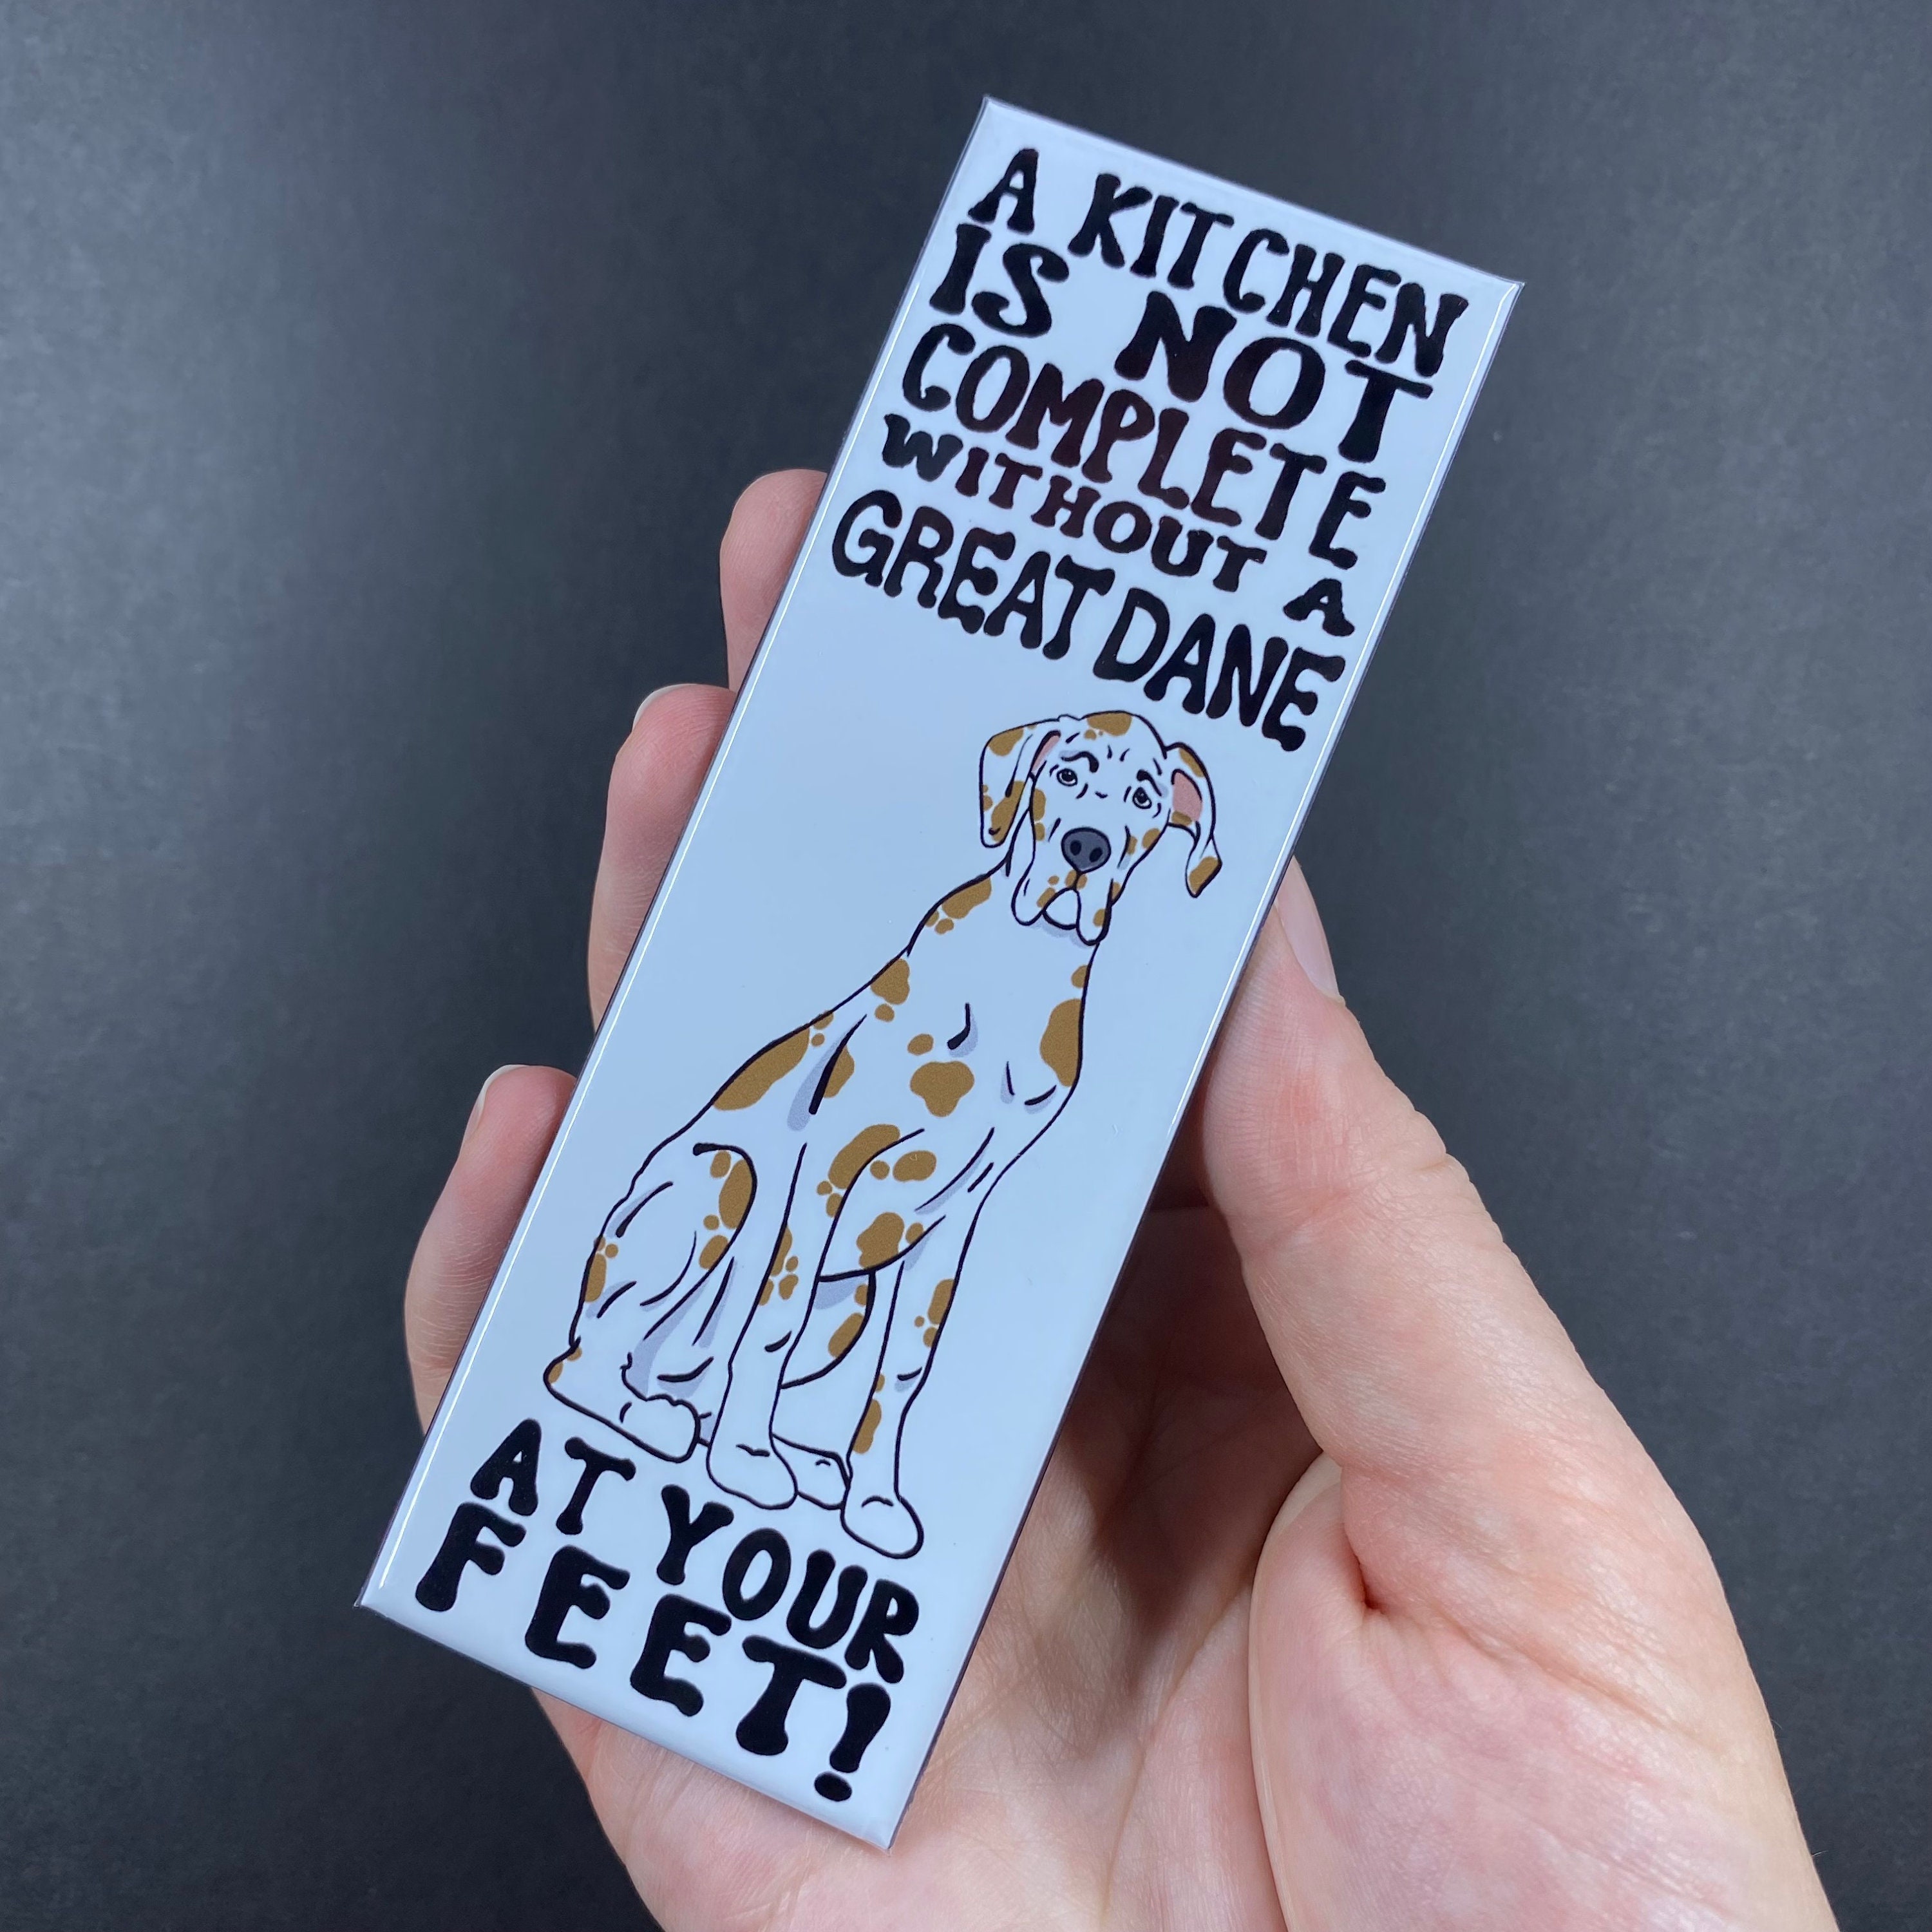 A KITCHEN
IS NOT
COMPLETE
WITHOUT A
GREAT DANE
AT YOUR
FEET!